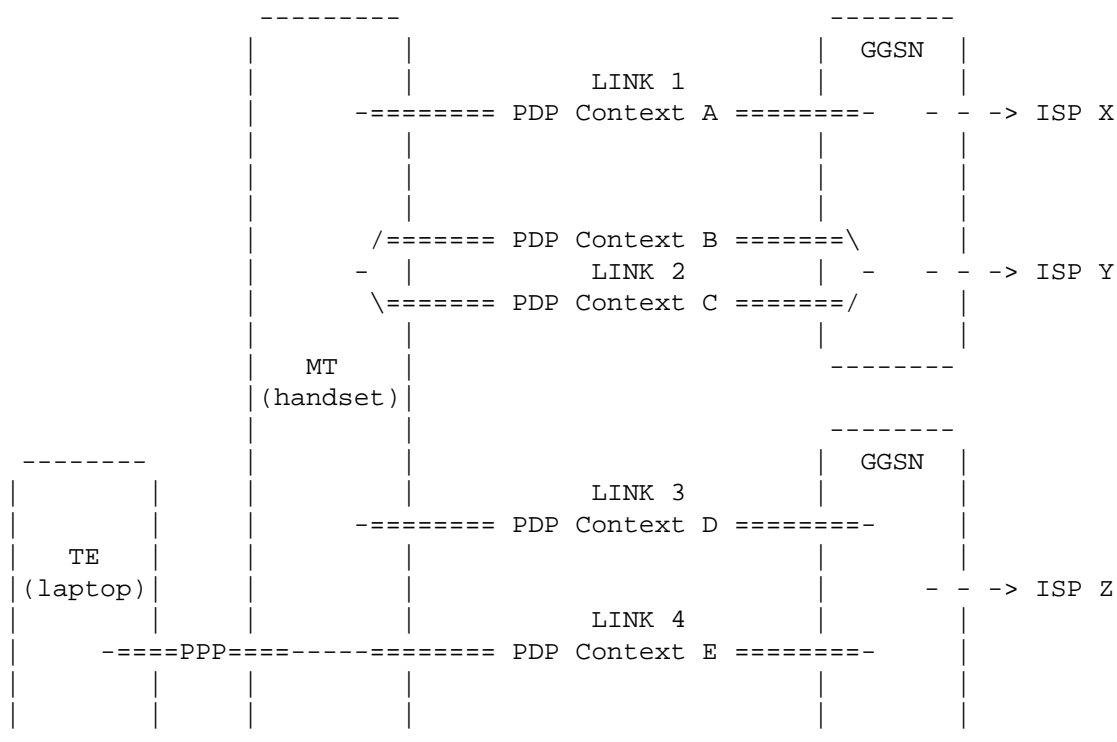 GGSN
LINK 1
PDP Context A
ISP X
PDP Context B
LINK 2
ISP Y
PDP Context C
MT
(handset)
GGSN
LINK 3
PDP Context D
TE
(laptop)
ISP Z
LINK 4
PPP PDP Context E